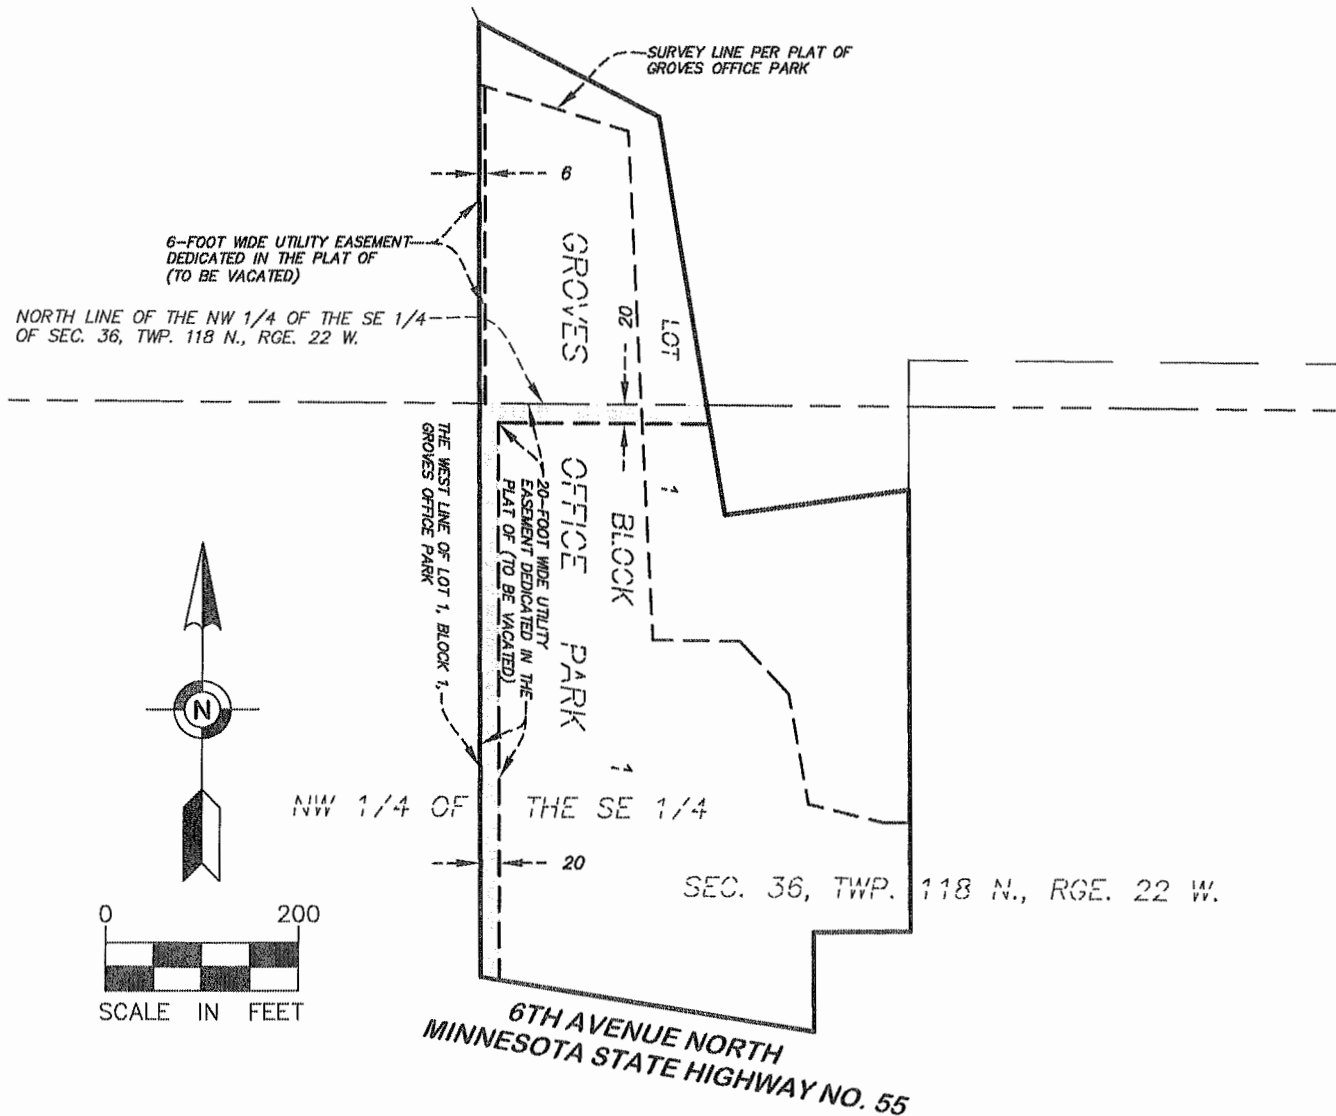 SURVEY LINE PER PLAT OF
GROVES OFFICE PARK
6
6-FOOT WIDE UTILITY EASEMENT
DEDICATED IN THE PLAT OF
(TO BE VACATED)
NORTH LINE OF THE NW 1/4 OF THE SE 1/4
OF SEC. 36, TWP. 118 N., RGE. 22 W.
GROVES
20
LOT
1
THE WEST LINE OF LOT 1, BLOCK 1,
GROVES OFFICE PARK
20-FOOT WIDE UTILITY
EASEMENT DEDICATED IN THE
PLAT OF (TO BE VACATED)
OFFICE PARK
BLOCK 1
N
NW 1/4 OF THE SE 1/4
20
SEC. 36, TWP. 118 N., RGE. 22 W.
0 200
SCALE IN FEET
6TH AVENUE NORTH
MINNESOTA STATE HIGHWAY NO. 55